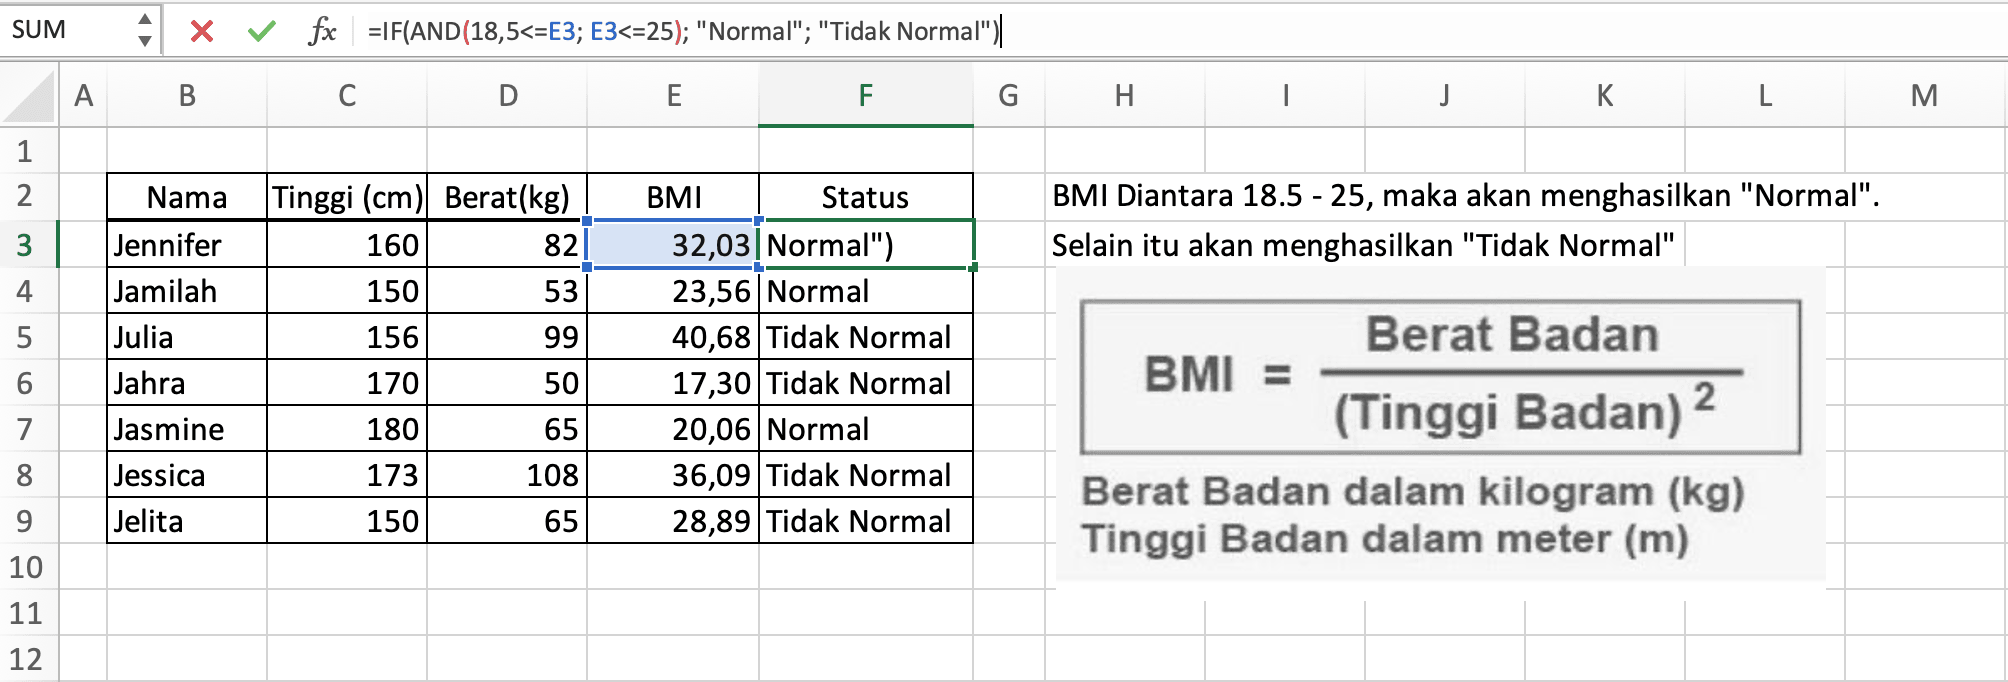 SUM fx =IF(AND(18,5<=E3; E3<=25); "Normal"; "Tidak Normal")
A B C D E F G H I J K L M
1
2 Nama Tinggi (cm) Berat(kg) BMI Status BMI Diantara 18.5 - 25, maka akan menghasilkan "Normal".
3 Jennifer 160 82 32,03 Normal") Selain itu akan menghasilkan "Tidak Normal"
4 Jamilah 150 53 23,56 Normal
5 Julia 156 99 40,68 Tidak Normal
6 Jahra 170 50 17,30 Tidak Normal
7 Jasmine 180 65 20,06 Normal
8 Jessica 173 108 36,09 Tidak Normal
9 Jelita 150 65 28,89 Tidak Normal
10
11
12
Berat Badan
BMI =
(Tinggi Badan) 2
Berat Badan dalam kilogram (kg)
Tinggi Badan dalam meter (m)